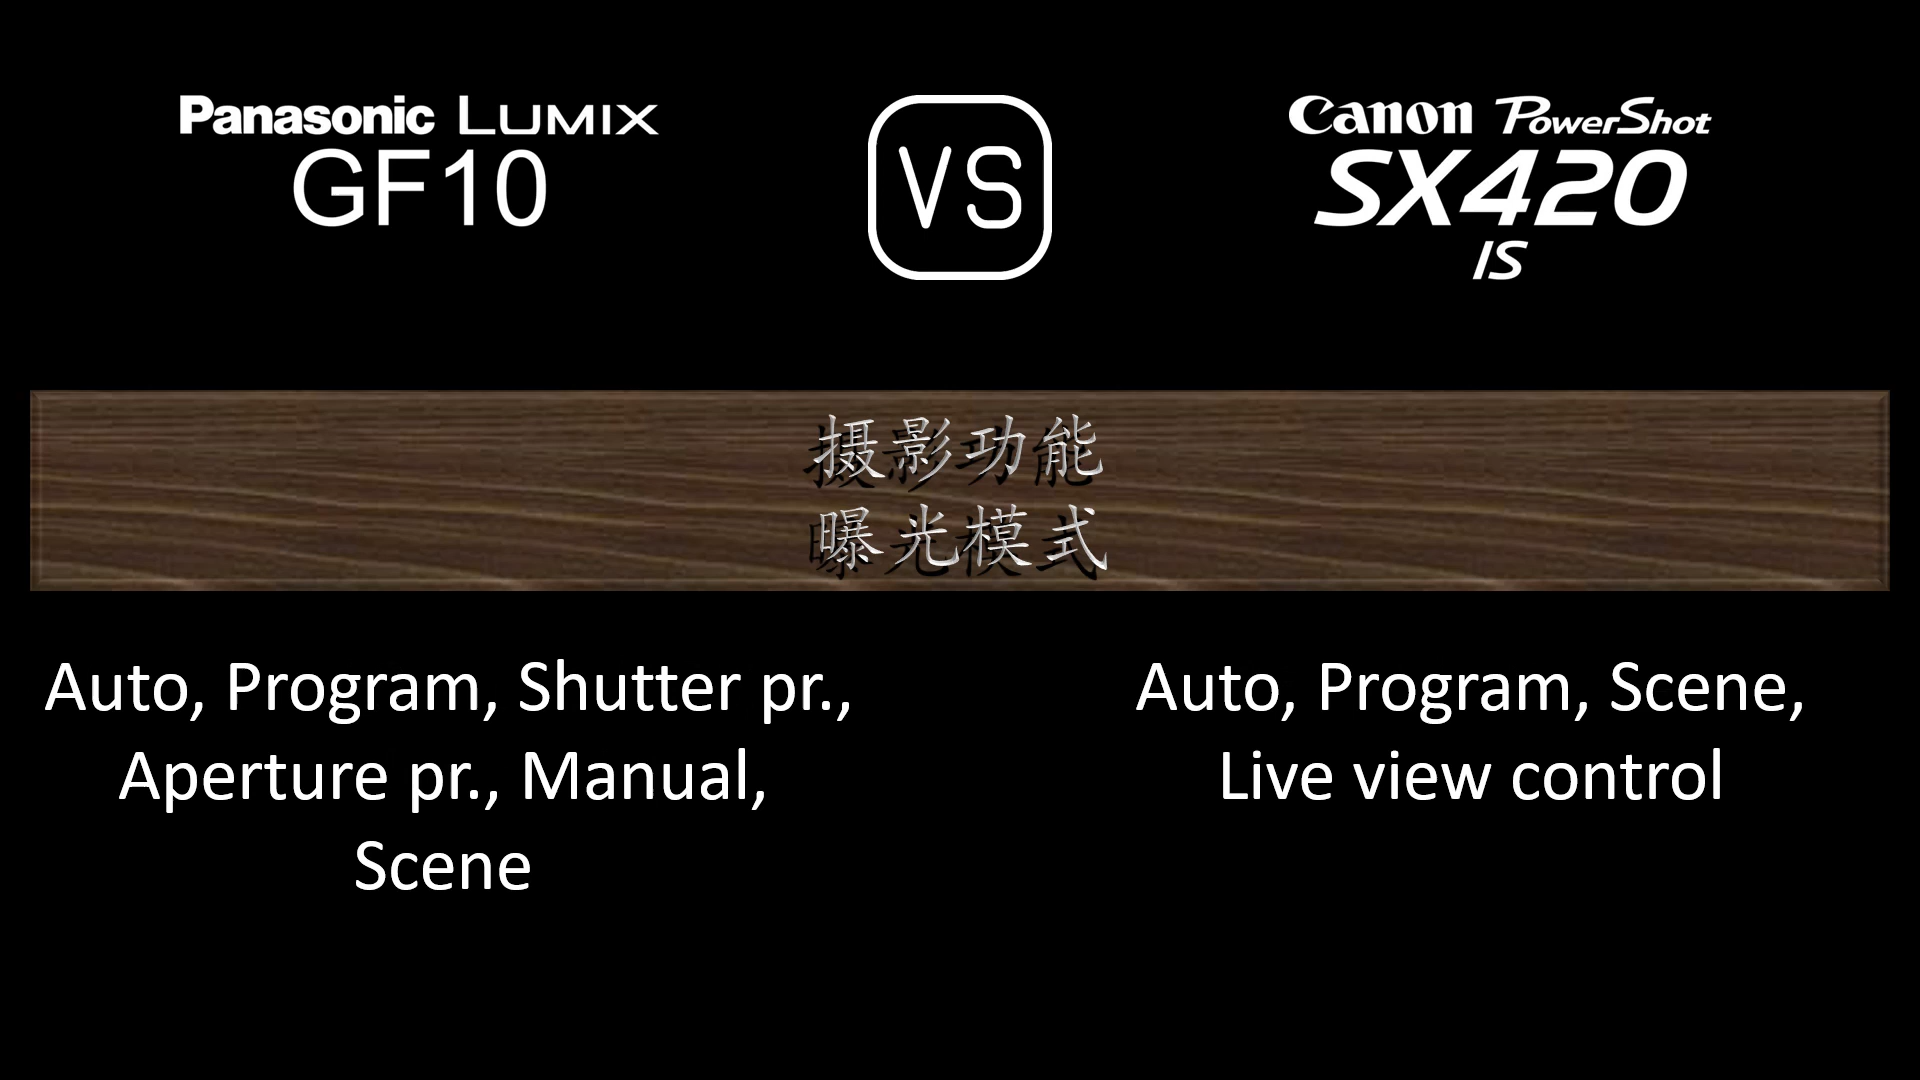 Panasonic LUMIX
GF10
VS
Canon PowerShot
SX420
IS
摄影功能
曝光模式
Auto, Program, Shutter pr.,
Aperture pr., Manual,
Scene
Auto, Program, Scene,
Live view control